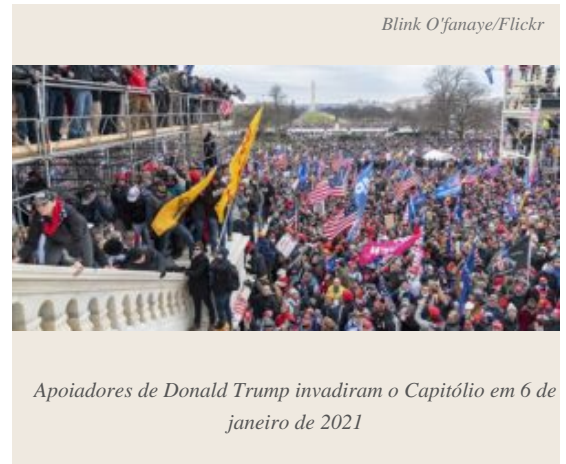 Blink O'fanaye/Flickr
Apoiadores de Donald Trump invadiram o Capitólio em 6 de
janeiro de 2021